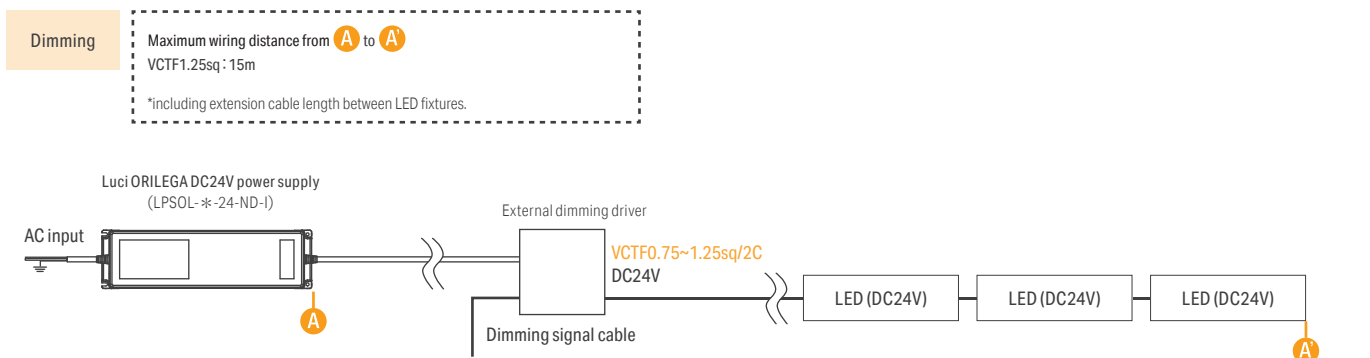 Dimming
Maximum wiring distance from A to A'
VCTF1.25sq : 15m
*including extension cable length between LED fixtures.
Luci ORILEGA DC24V power supply
(LPSOL-＊-24-ND-I)
AC input
A
External dimming driver
VCTF0.75~1.25sq/2C
DC24V
Dimming signal cable
LED (DC24V)
LED (DC24V)
LED (DC24V)
A'